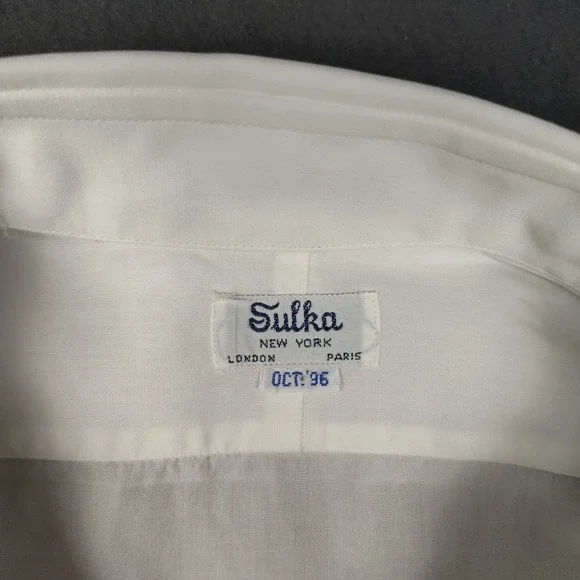 Sulka
NEW YORK
LONDON PARIS
OCT.'96